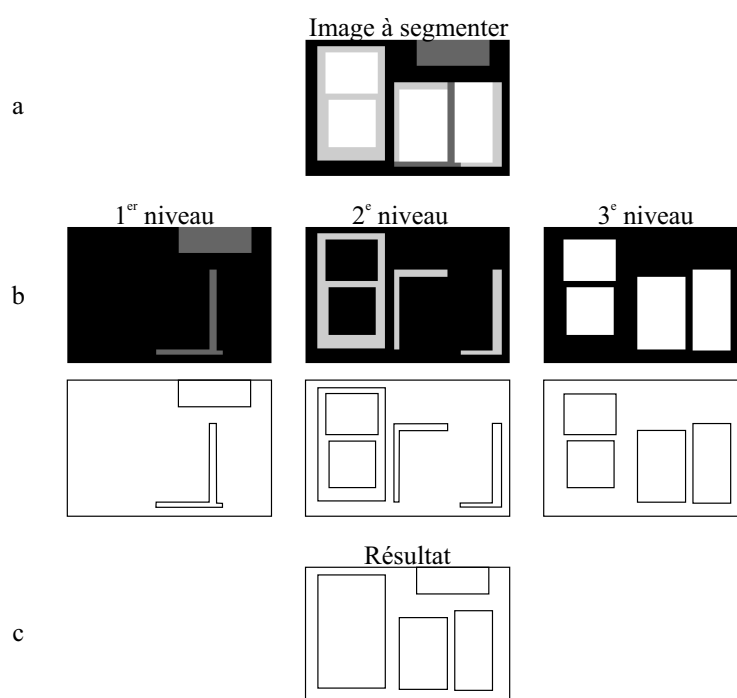 Image à segmenter
a
1er niveau 2e niveau 3e niveau
b
Résultat
c